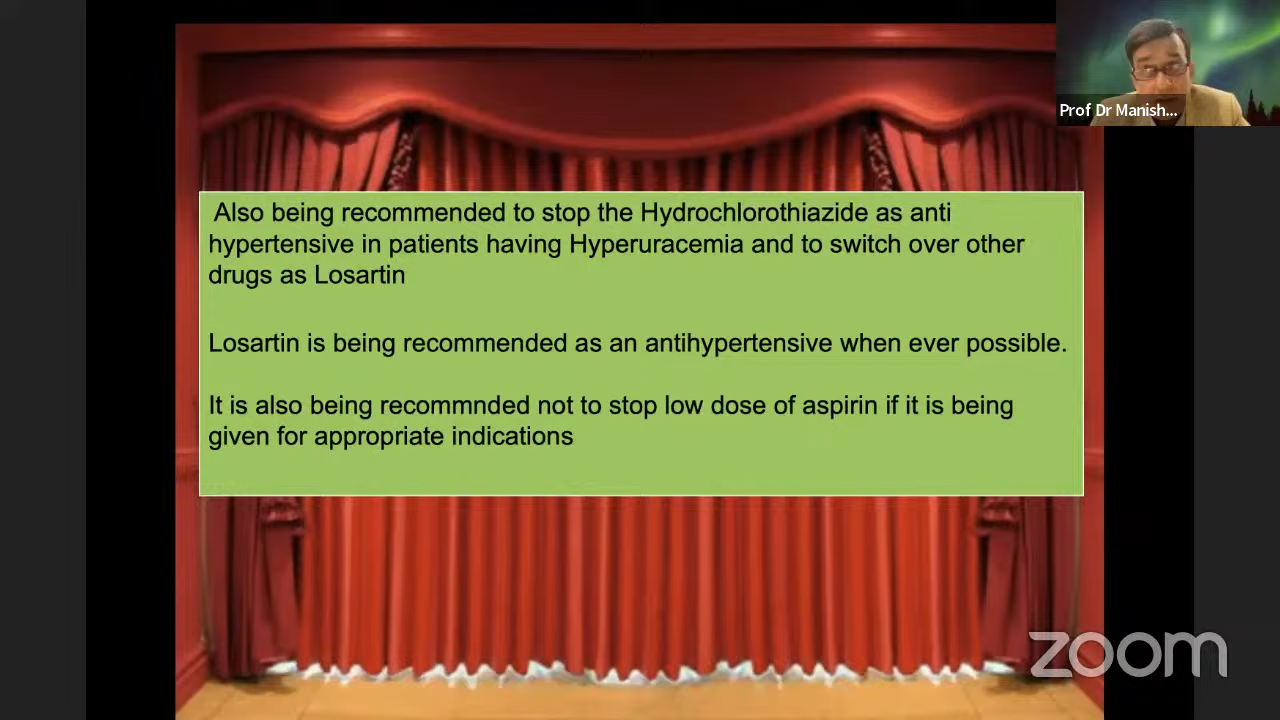 Prof Dr Manish...
Also being recommended to stop the Hydrochlorothiazide as anti
hypertensive in patients having Hyperuracemia and to switch over other
drugs as Losartin
Losartin is being recommended as an antihypertensive when ever possible.
It is also being recommnded not to stop low dose of aspirin if it is being
given for appropriate indications
zoom